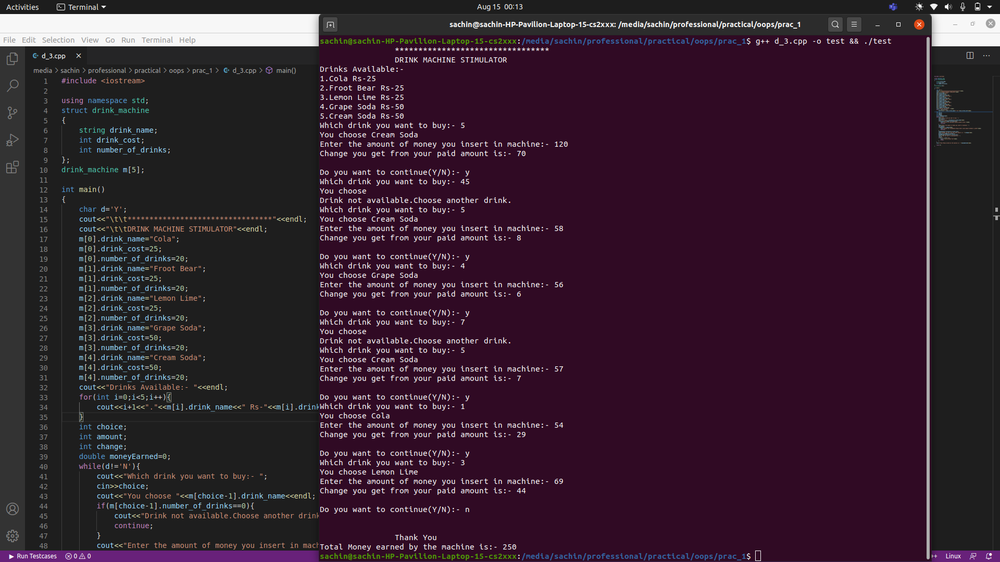 Activities
Terminal
Aug 15 00:13
sachin@sachin-HP-Pavilion-Laptop-15-cs2xxx: /media/sachin/professional/practical/oops/prac_1
File Edit Selection View Go Run Terminal Help
d_3.cpp
media > sachin > professional > practical > oops > prac_1 > d_3.cpp > main()
1 #include <iostream>
2
3 using namespace std;
4 struct drink_machine
5 {
6 string drink_name;
7 int drink_cost;
8 int number_of_drinks;
9 };
10 drink_machine m[5];
11
12 int main()
13 {
14 char d='Y';
15 cout<<"\t\t*********************************"<<endl;
16 cout<<"\t\tDRINK MACHINE STIMULATOR"<<endl;
17 m[0].drink_name="Cola";
18 m[0].drink_cost=25;
19 m[0].number_of_drinks=20;
20 m[1].drink_name="Froot Bear";
21 m[1].drink_cost=25;
22 m[1].number_of_drinks=20;
23 m[2].drink_name="Lemon Lime";
24 m[2].drink_cost=25;
25 m[2].number_of_drinks=20;
26 m[3].drink_name="Grape Soda";
27 m[3].drink_cost=50;
28 m[3].number_of_drinks=20;
29 m[4].drink_name="Cream Soda";
30 m[4].drink_cost=50;
31 m[4].number_of_drinks=20;
32 cout<<"Drinks Available:- "<<endl;
33 for(int i=0;i<5;i++){
34 cout<<i+1<<"."<<m[i].drink_name<<" Rs-"<<m[i].drink
35 }
36 int choice;
37 int amount;
38 int change;
39 double moneyEarned=0;
40 while(d!='N'){
41 cout<<"Which drink you want to buy:- ";
42 cin>>choice;
43 cout<<"You choose "<<m[choice-1].drink_name<<endl;
44 if(m[choice-1].number_of_drinks==0){
45 cout<<"Drink not available.Choose another drink
46 continue;
47 }
48 cout<<"Enter the amount of money you insert in mach
Run Testcases 0 0
sachin@sachin-HP-Pavilion-Laptop-15-cs2xxx:/media/sachin/professional/practical/oops/prac_1$ g++ d_3.cpp -o test && ./test
*********************************
DRINK MACHINE STIMULATOR
Drinks Available:-
1.Cola Rs-25
2.Froot Bear Rs-25
3.Lemon Lime Rs-25
4.Grape Soda Rs-50
5.Cream Soda Rs-50
Which drink you want to buy:- 5
You choose Cream Soda
Enter the amount of money you insert in machine:- 120
Change you get from your paid amount is:- 70
Do you want to continue(Y/N):- y
Which drink you want to buy:- 45
You choose
Drink not available.Choose another drink.
Which drink you want to buy:- 5
You choose Cream Soda
Enter the amount of money you insert in machine:- 58
Change you get from your paid amount is:- 8
Do you want to continue(Y/N):- y
Which drink you want to buy:- 4
You choose Grape Soda
Enter the amount of money you insert in machine:- 56
Change you get from your paid amount is:- 6
Do you want to continue(Y/N):- y
Which drink you want to buy:- 7
You choose
Drink not available.Choose another drink.
Which drink you want to buy:- 5
You choose Cream Soda
Enter the amount of money you insert in machine:- 57
Change you get from your paid amount is:- 7
Do you want to continue(Y/N):- y
Which drink you want to buy:- 1
You choose Cola
Enter the amount of money you insert in machine:- 54
Change you get from your paid amount is:- 29
Do you want to continue(Y/N):- y
Which drink you want to buy:- 3
You choose Lemon Lime
Enter the amount of money you insert in machine:- 69
Change you get from your paid amount is:- 44
Do you want to continue(Y/N):- n
Thank You
Total Money earned by the machine is:- 250
sachin@sachin-HP-Pavilion-Laptop-15-cs2xxx:/media/sachin/professional/practical/oops/prac_1$
++ Linux